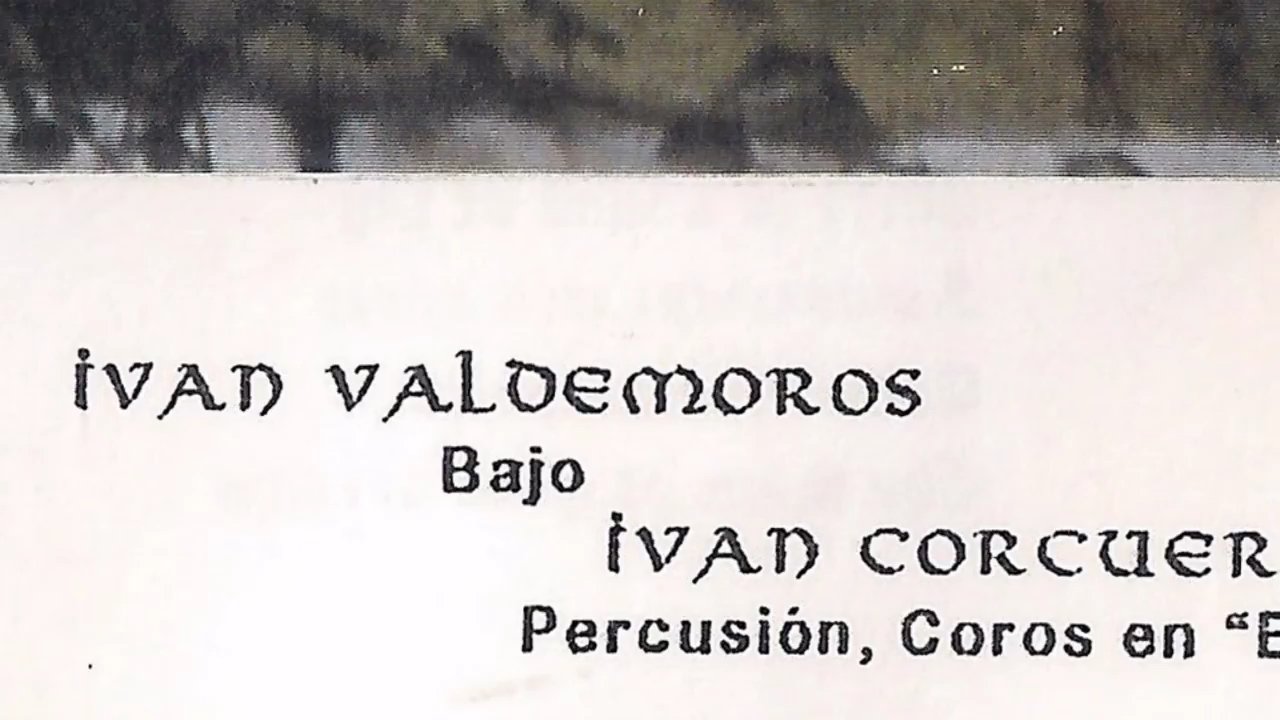 IVAN VALDEMOROS
Bajo
IVAN CORCUER
Percusión, Coros en “E